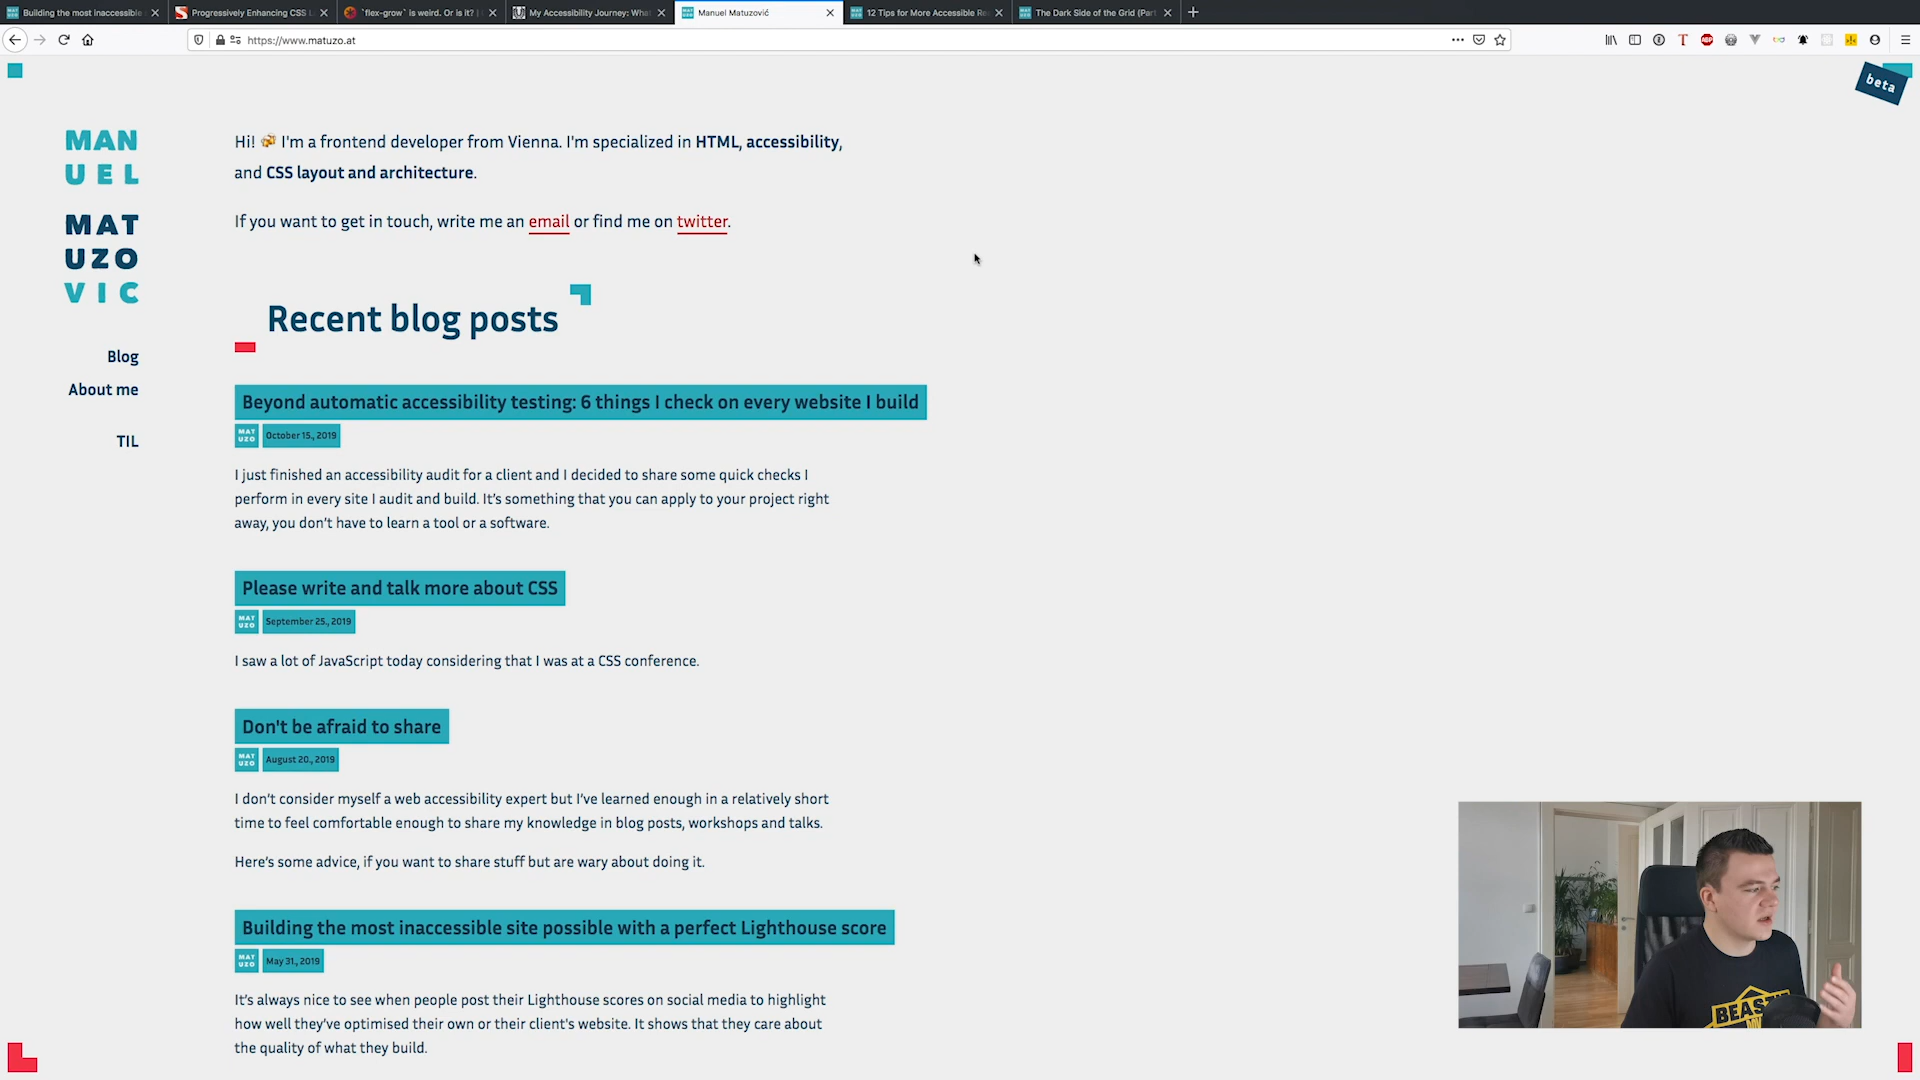 Building the most inaccessible
Progressively Enhancing CSS L
`flex-grow` is weird. Or is it? |
My Accessibility Journey: What
Manuel Matuzović
12 Tips for More Accessible Re
The Dark Side of the Grid (Part
https://www.matuzo.at
beta
MAN
UEL
MAT
UZO
VIC
Blog
About me
TIL
Hi! I'm a frontend developer from Vienna. I'm specialized in HTML, accessibility,
and CSS layout and architecture.
If you want to get in touch, write me an email or find me on twitter.
Recent blog posts
Beyond automatic accessibility testing: 6 things I check on every website I build
MAT
UZO
October 15., 2019
I just finished an accessibility audit for a client and I decided to share some quick checks I
perform in every site I audit and build. It’s something that you can apply to your project right
away, you don’t have to learn a tool or a software.
Please write and talk more about CSS
MAT
UZO
September 25., 2019
I saw a lot of JavaScript today considering that I was at a CSS conference.
Don't be afraid to share
MAT
UZO
August 20., 2019
I don’t consider myself a web accessibility expert but I’ve learned enough in a relatively short
time to feel comfortable enough to share my knowledge in blog posts, workshops and talks.
Here’s some advice, if you want to share stuff but are wary about doing it.
Building the most inaccessible site possible with a perfect Lighthouse score
MAT
UZO
May 31., 2019
It’s always nice to see when people post their Lighthouse scores on social media to highlight
how well they’ve optimised their own or their client's website. It shows that they care about
the quality of what they build.